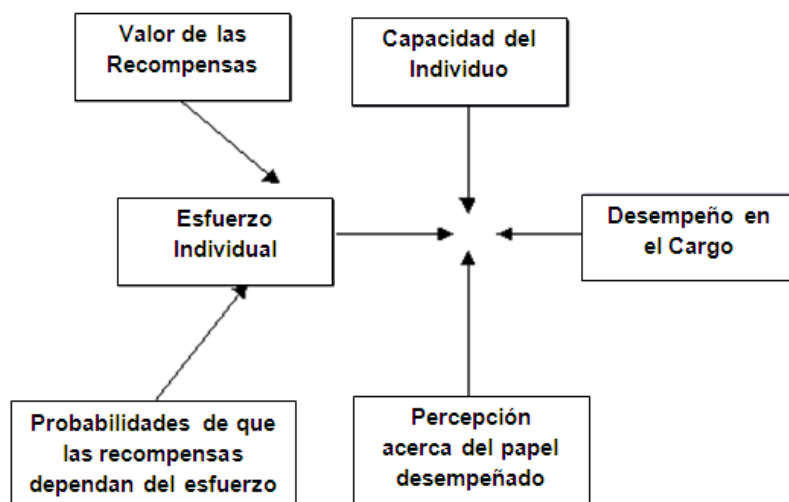 Valor de las
Recompensas
Capacidad del
Individuo
Esfuerzo
Individual
Desempeño en
el Cargo
Probabilidades de que
las recompensas
dependan del esfuerzo
Percepción
acerca del papel
desempeñado